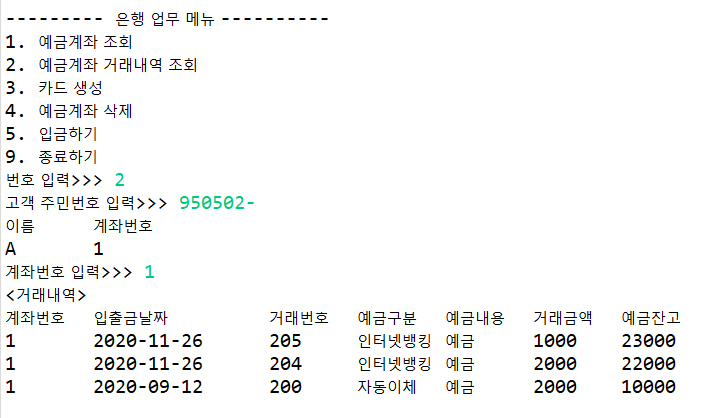 --------- 은행 업무 메뉴 ----------
1. 예금계좌 조회
2. 예금계좌 거래내역 조회
3. 카드 생성
4. 예금계좌 삭제
5. 입금하기
9. 종료하기
번호 입력>>> 2
고객 주민번호 입력>>> 950502-
이름 계좌번호
A 1
계좌번호 입력>>> 1
<거래내역>
계좌번호 입출금날짜 거래번호 예금구분 예금내용 거래금액 예금잔고
1 2020-11-26 205 인터넷뱅킹 예금 1000 23000
1 2020-11-26 204 인터넷뱅킹 예금 2000 22000
1 2020-09-12 200 자동이체 예금 2000 10000